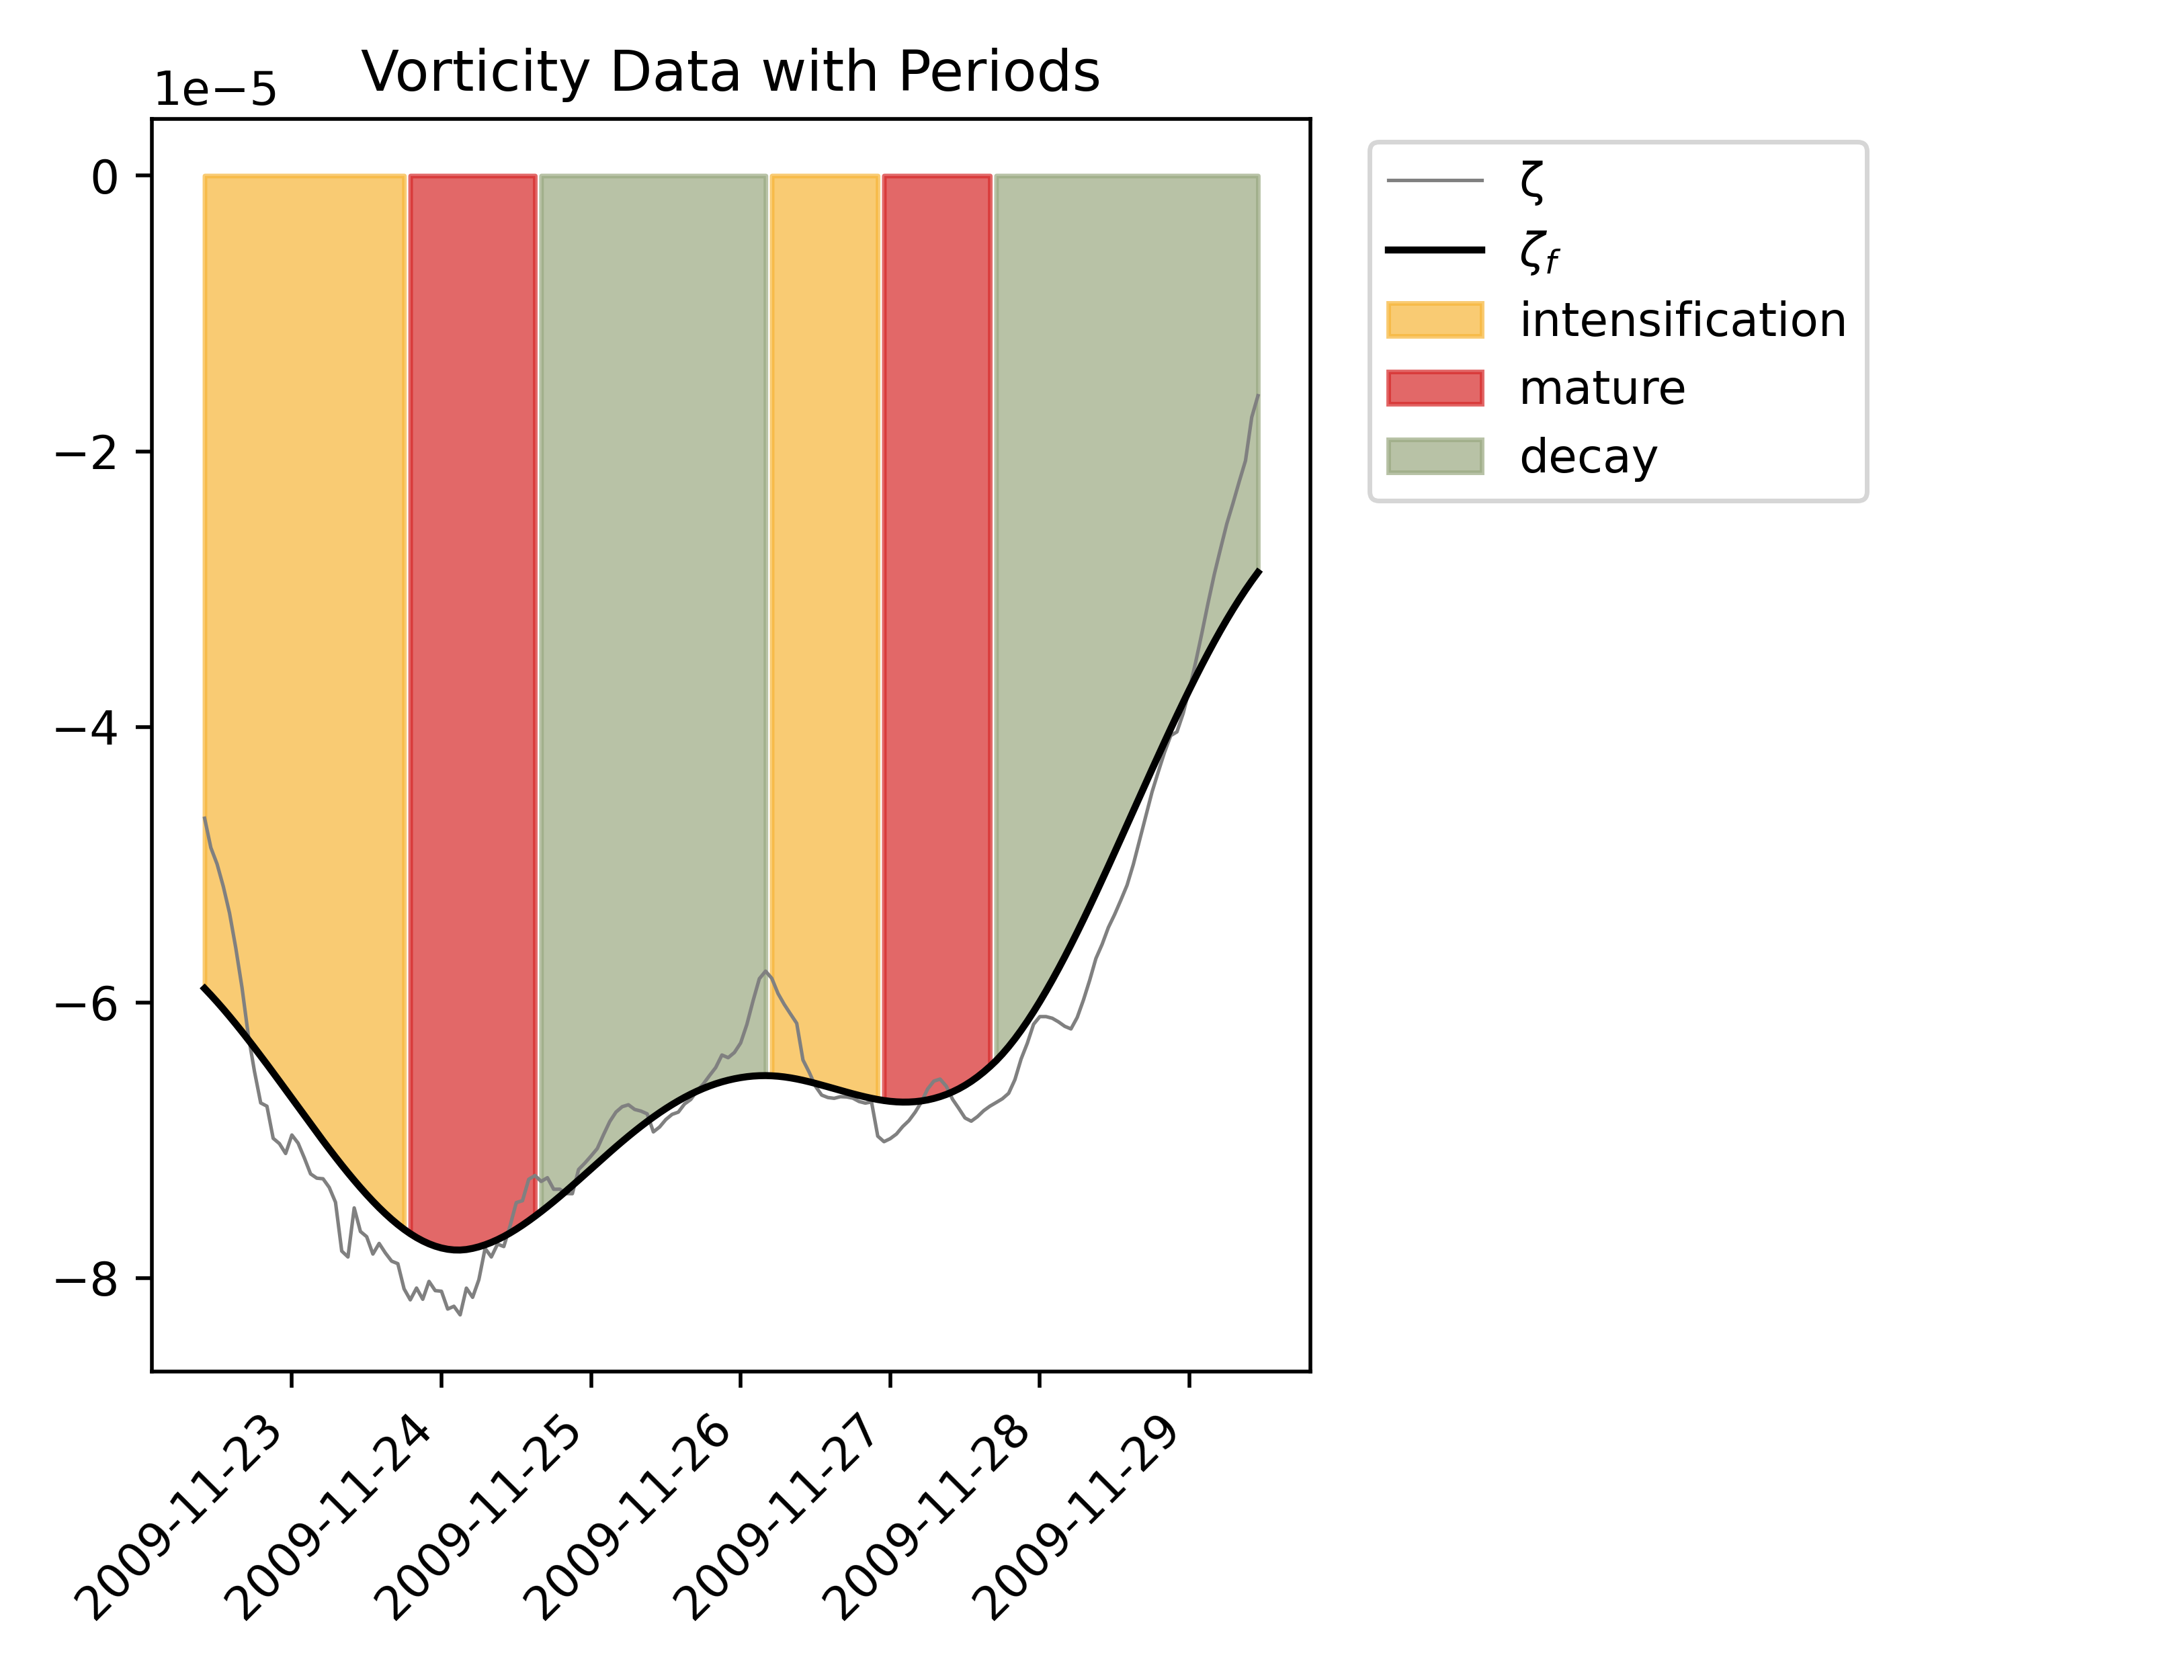 Vorticity Data with Periods
1e−5
0
−2
−4
−6
−8
2009-11-23
2009-11-24
2009-11-25
2009-11-26
2009-11-27
2009-11-28
2009-11-29
ζ
ζf
intensification
mature
decay